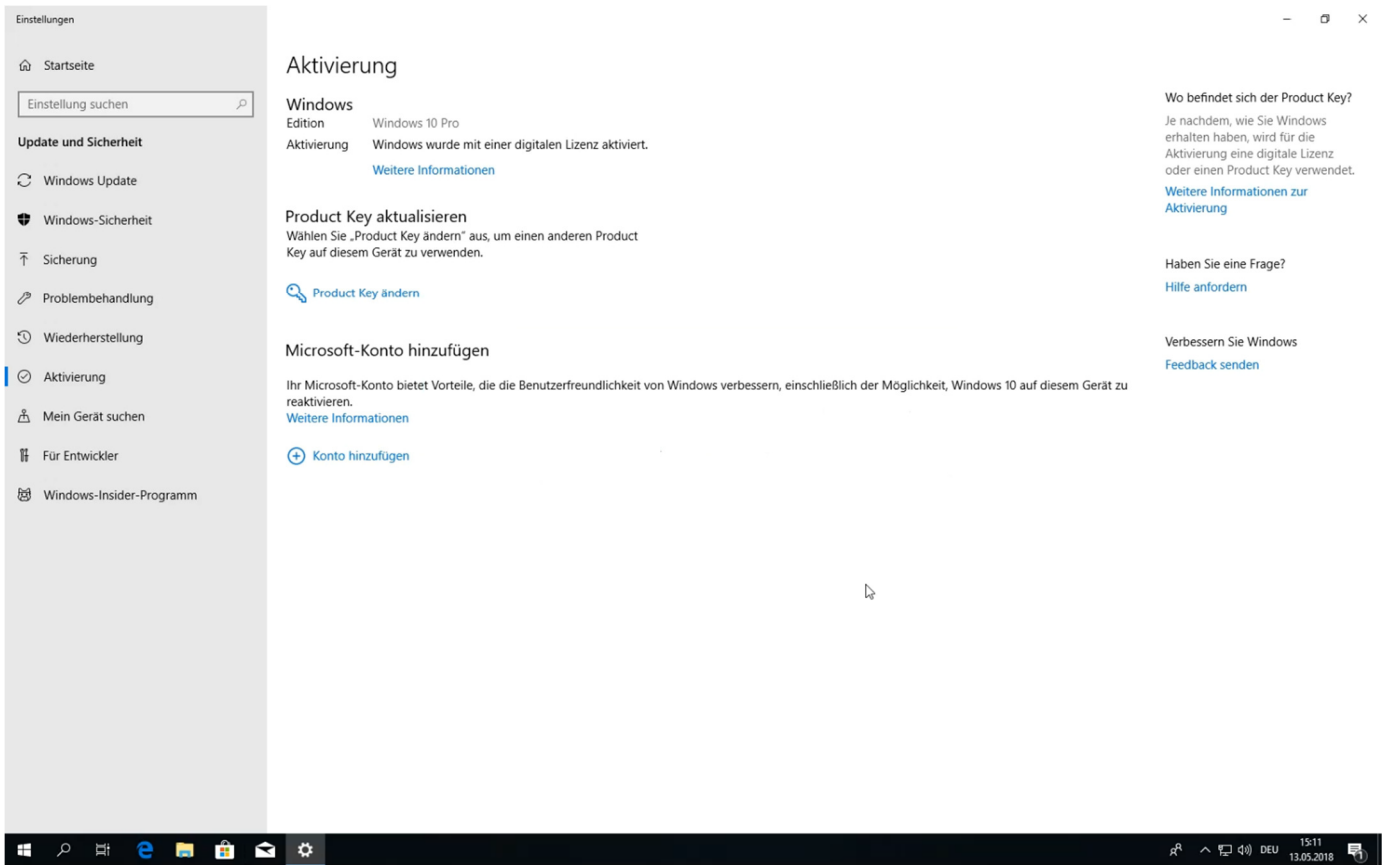 Einstellungen
Startseite
Einstellung suchen
Update und Sicherheit
Windows Update
Windows-Sicherheit
Sicherung
Problembehandlung
Wiederherstellung
Aktivierung
Mein Gerät suchen
Für Entwickler
Windows-Insider-Programm
Aktivierung
Windows
Edition Windows 10 Pro
Aktivierung Windows wurde mit einer digitalen Lizenz aktiviert.
Weitere Informationen
Product Key aktualisieren
Wählen Sie „Product Key ändern“ aus, um einen anderen Product
Key auf diesem Gerät zu verwenden.
Product Key ändern
Microsoft-Konto hinzufügen
Ihr Microsoft-Konto bietet Vorteile, die die Benutzerfreundlichkeit von Windows verbessern, einschließlich der Möglichkeit, Windows 10 auf diesem Gerät zu
reaktivieren.
Weitere Informationen
Konto hinzufügen
Wo befindet sich der Product Key?
Je nachdem, wie Sie Windows
erhalten haben, wird für die
Aktivierung eine digitale Lizenz
oder einen Product Key verwendet.
Weitere Informationen zur
Aktivierung
Haben Sie eine Frage?
Hilfe anfordern
Verbessern Sie Windows
Feedback senden
DEU
15:11
13.05.2018
1